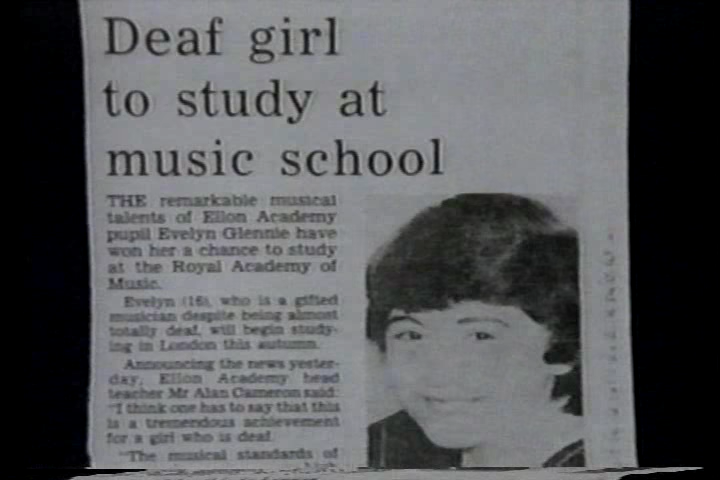 Deaf girl
to study at
music school
THE remarkable musical
talents of Ellon Academy
pupil Evelyn Glennie have
won her a chance to study
at the Royal Academy of
Music.
Evelyn (16), who is a gifted
musician despite being almost
totally deaf, will begin study-
ing in London this autumn.
Announcing the news yester-
day, Ellon Academy head
teacher Mr Alan Cameron said:
"I think one has to say that this
is a tremendous achievement
for a girl who is deaf.
"The musical standards of